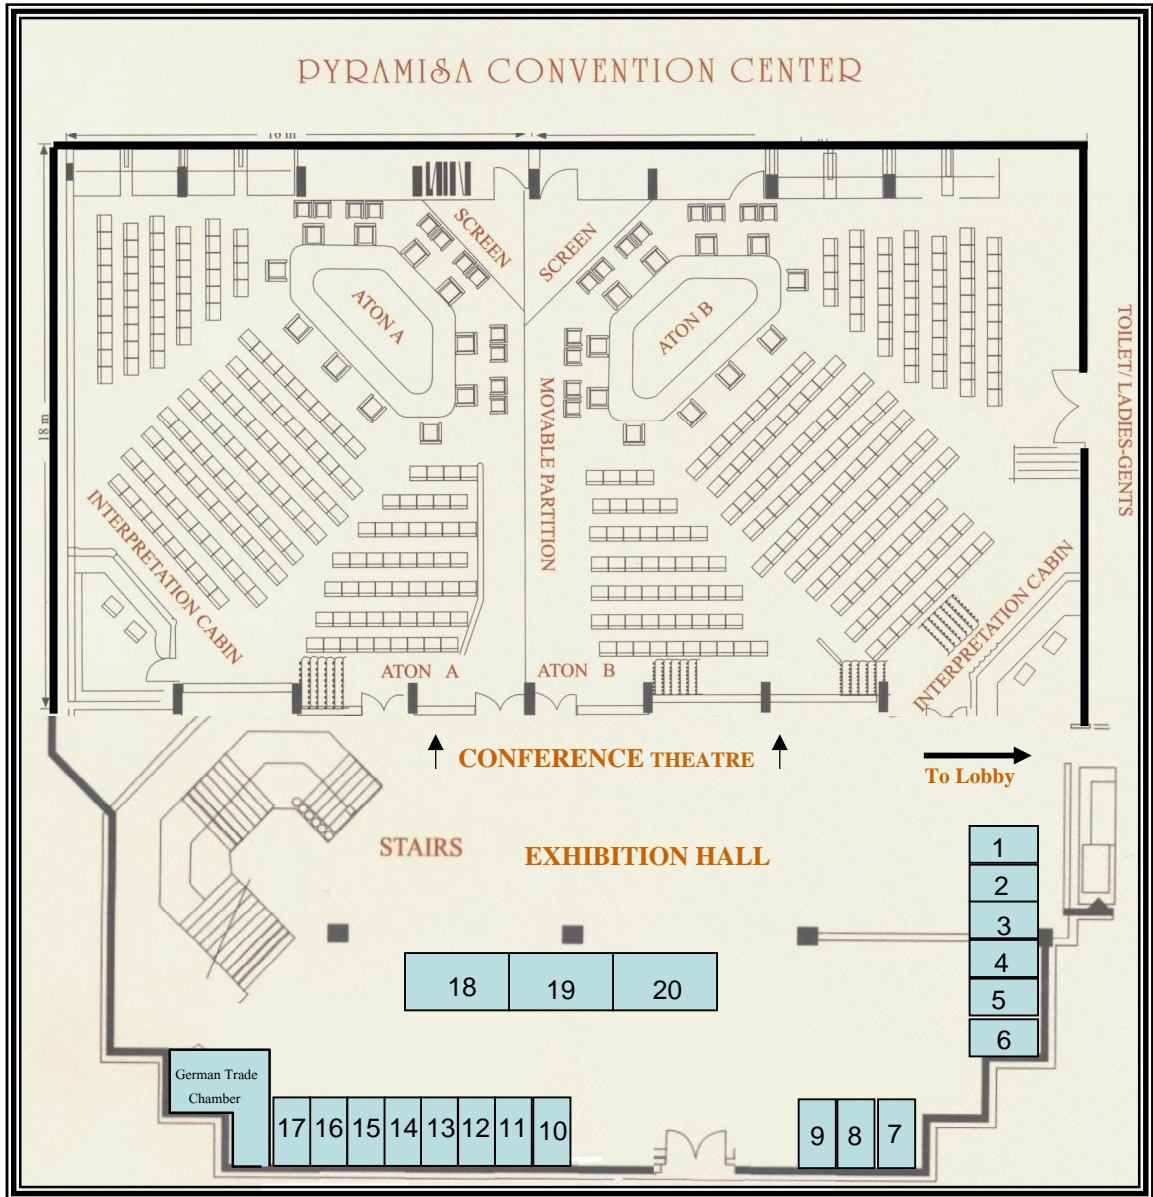 PYRAMISA CONVENTION CENTER
16 m
18 m
SCREEN
SCREEN
ATON A
ATON B
MOVABLE PARTITION
TOILET/ LADIES-GENTS
INTERPRETATION CABIN
INTERPRETATION CABIN
ATON A
ATON B
CONFERENCE THEATRE
To Lobby
STAIRS
EXHIBITION HALL
1
2
3
4
5
6
18
19
20
German Trade
Chamber
17
16
15
14
13
12
11
10
9
8
7